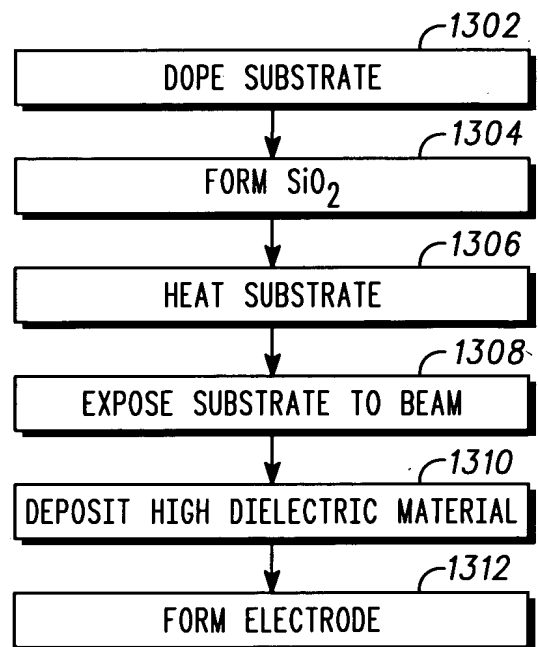 1302
DOPE SUBSTRATE
1304
FORM SiO₂
1306
HEAT SUBSTRATE
1308
EXPOSE SUBSTRATE TO BEAM
1310
DEPOSIT HIGH DIELECTRIC MATERIAL
1312
FORM ELECTRODE